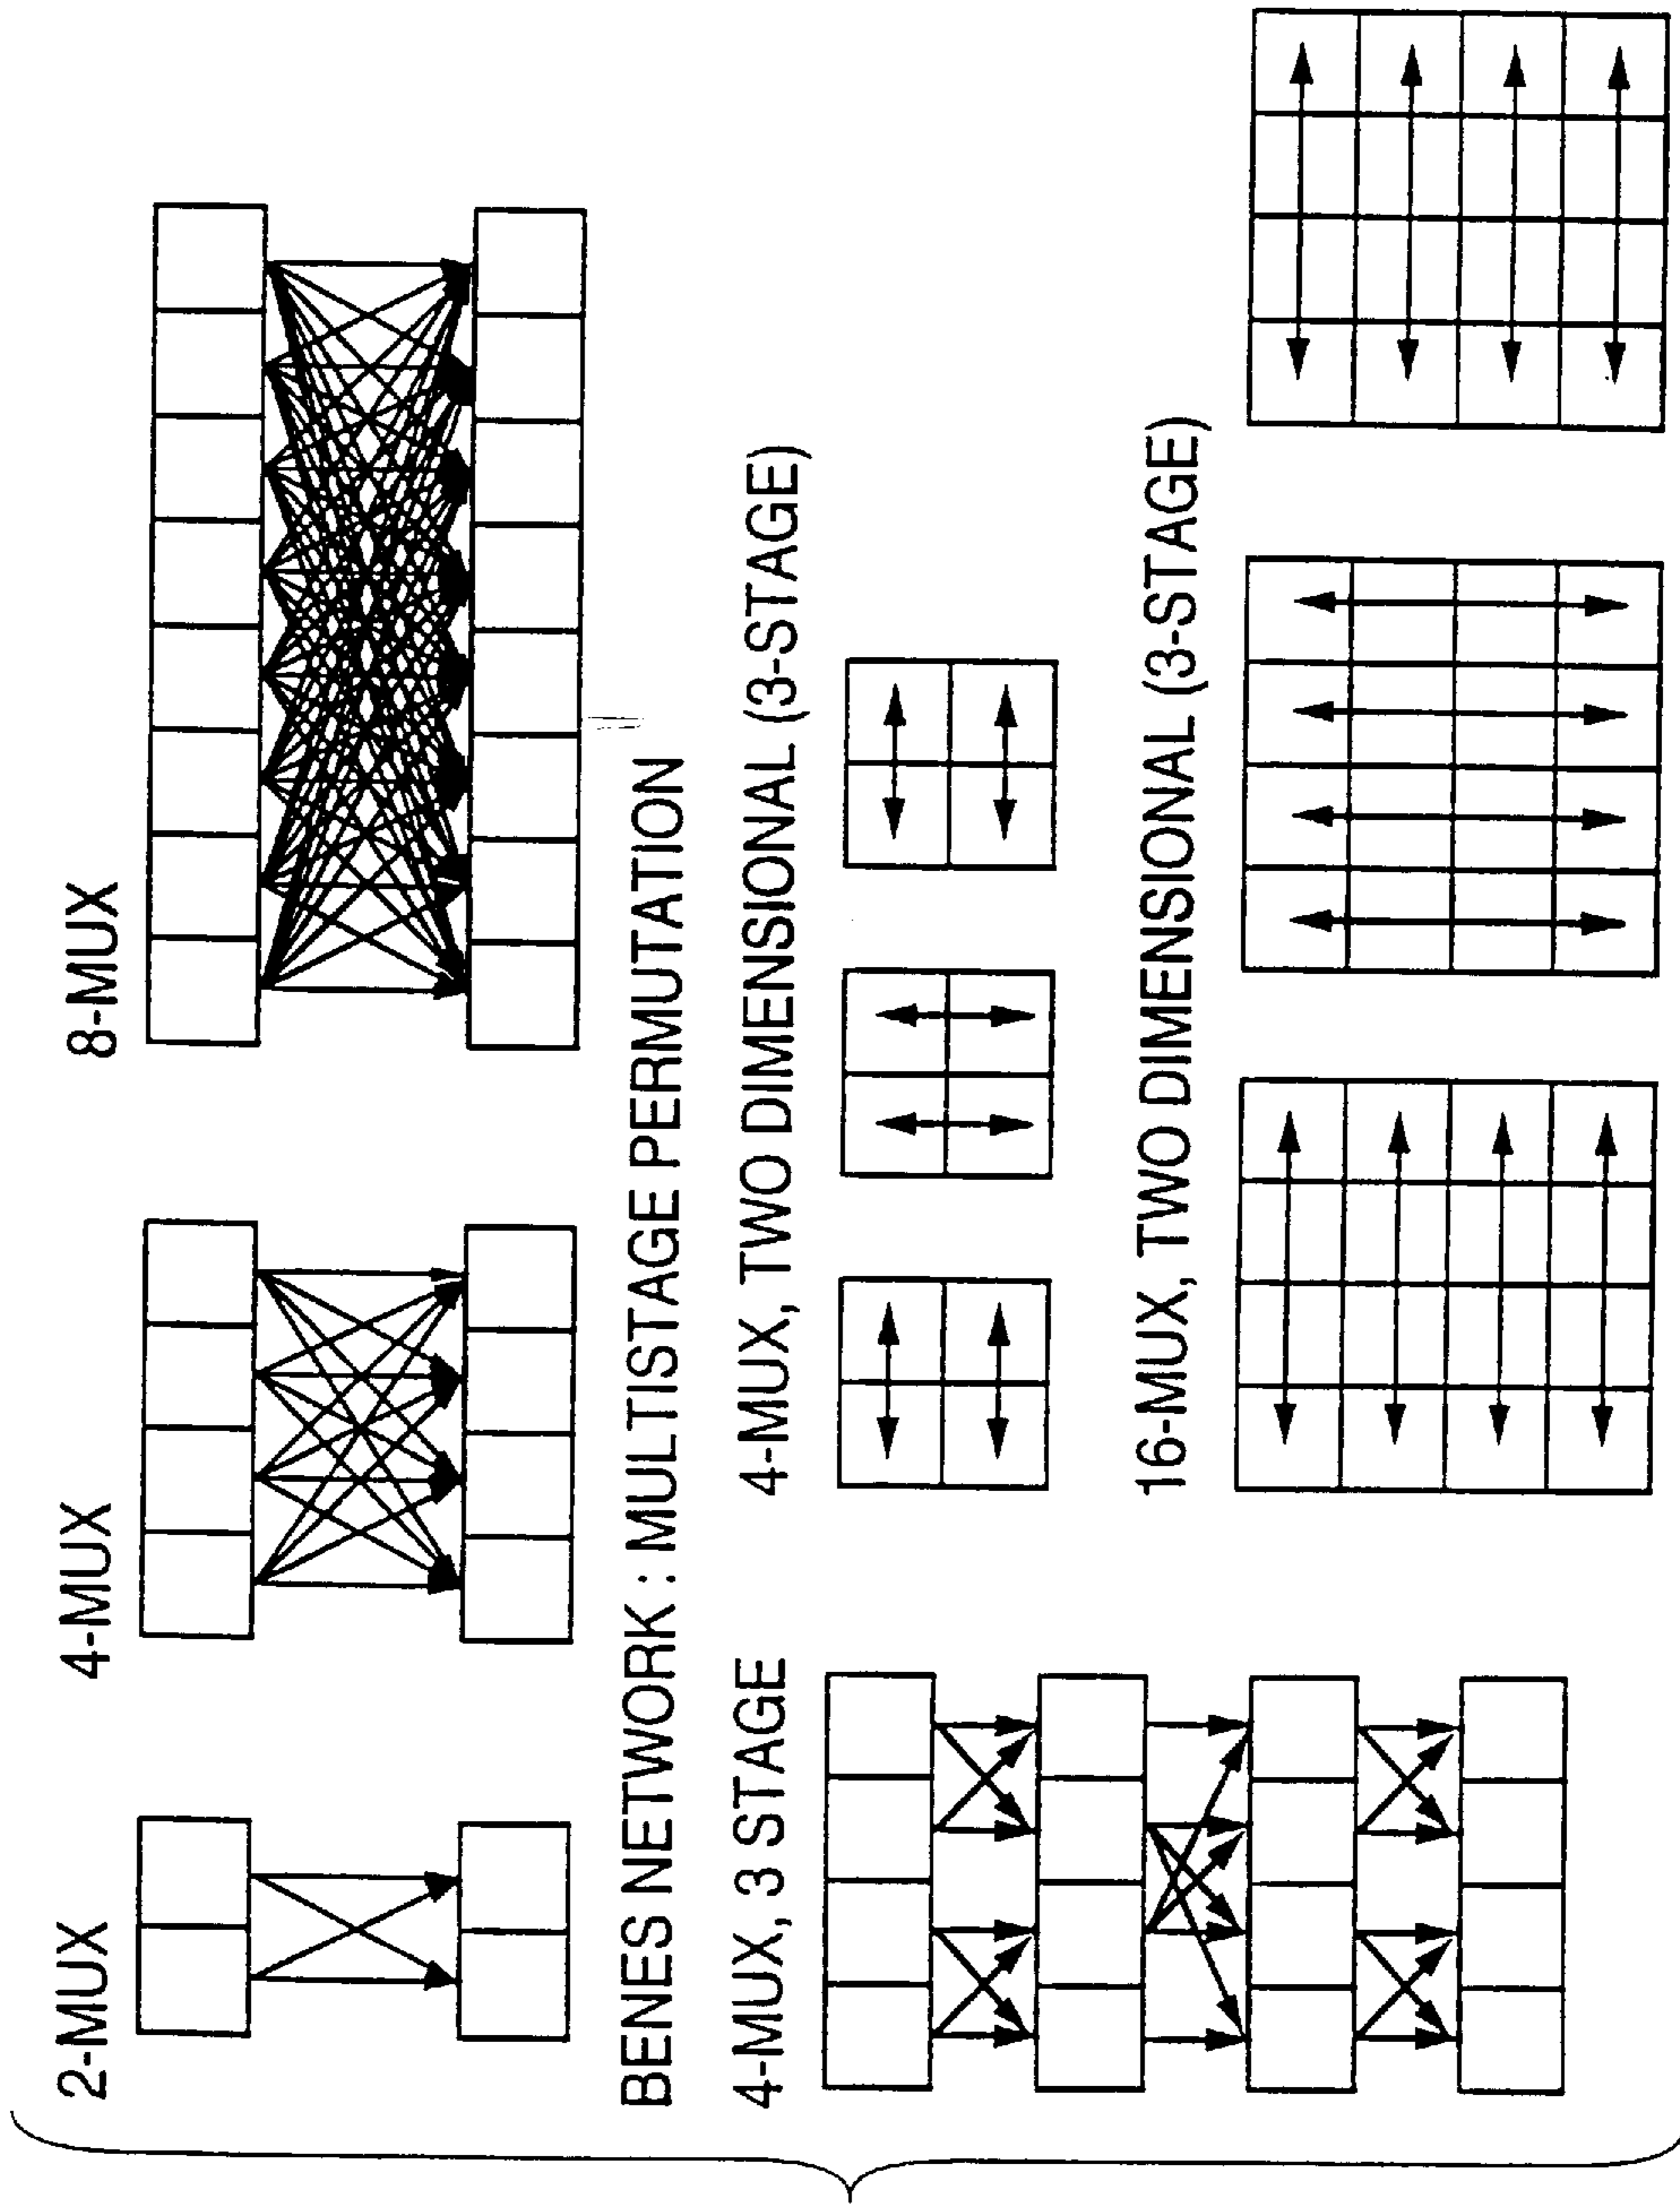 2-MUX
4-MUX
8-MUX
BENES NETWORK : MULTISTAGE PERMUTATION
4-MUX, 3 STAGE
4-MUX, TWO DIMENSIONAL (3-STAGE)
16-MUX, TWO DIMENSIONAL (3-STAGE)